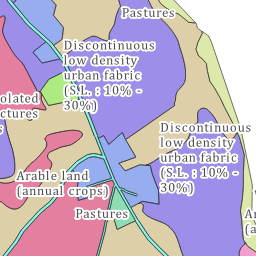 Pastures
Discontinuous
low density
urban fabric
(S.L. : 10% -
30%)
olated
ctures
s
Discontinuous
low density
urban fabric
(S.L. : 10% -
30%)
Arable land
(annual crops)
Pastures
Ar
(a